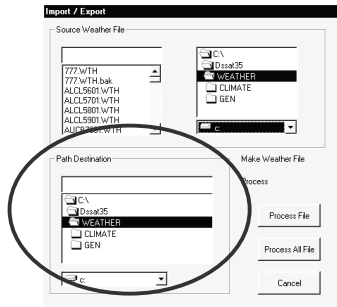 Import / Export
Source Weather File
777.WTH
777.WTH.bak
ALCL5601.WTH
ALCL5701.WTH
ALCL5801.WTH
ALCL5901.WTH
C:\
Dssat35
WEATHER
CLIMATE
GEN
c:
Path Destination
C:\
Dssat35
WEATHER
CLIMATE
GEN
c:
Make Weather File
Process
Process File
Process All File
Cancel